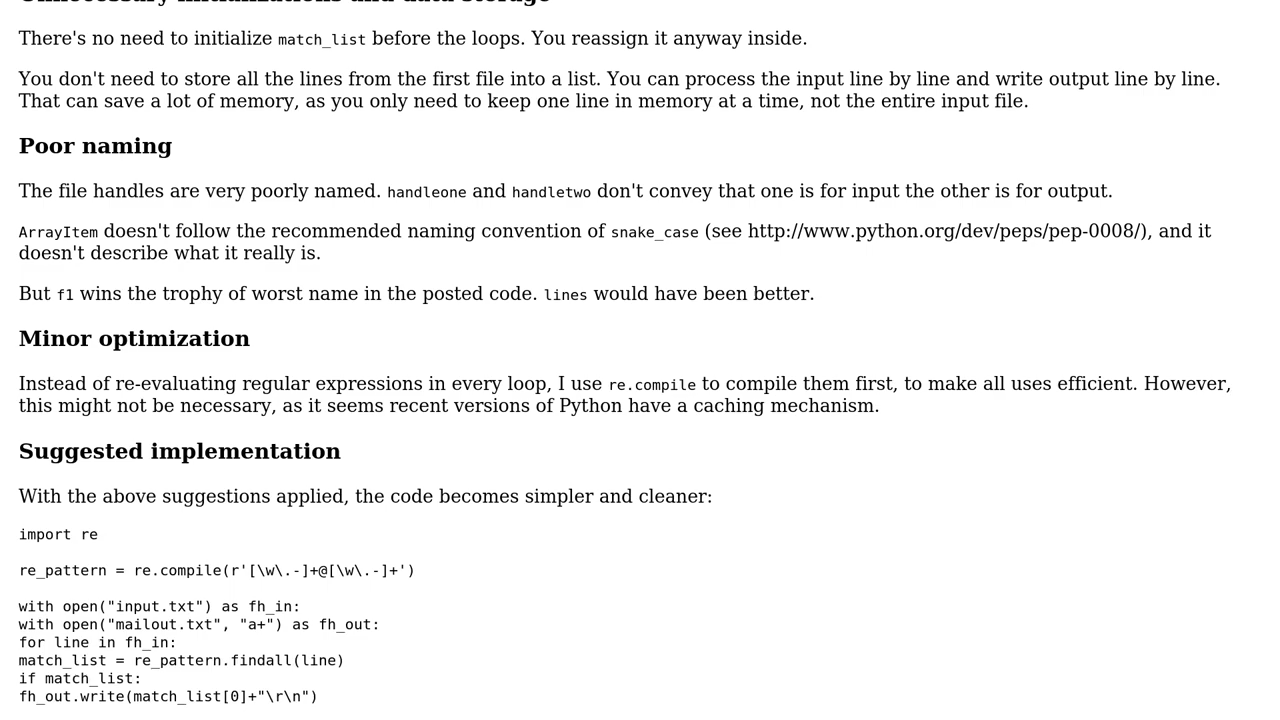 Unnecessary initializations and data storage
There's no need to initialize match_list before the loops. You reassign it anyway inside.
You don't need to store all the lines from the first file into a list. You can process the input line by line and write output line by line.
That can save a lot of memory, as you only need to keep one line in memory at a time, not the entire input file.
Poor naming
The file handles are very poorly named. handleone and handletwo don't convey that one is for input the other is for output.
ArrayItem doesn't follow the recommended naming convention of snake_case (see http://www.python.org/dev/peps/pep-0008/), and it
doesn't describe what it really is.
But f1 wins the trophy of worst name in the posted code. lines would have been better.
Minor optimization
Instead of re-evaluating regular expressions in every loop, I use re.compile to compile them first, to make all uses efficient. However,
this might not be necessary, as it seems recent versions of Python have a caching mechanism.
Suggested implementation
With the above suggestions applied, the code becomes simpler and cleaner:
import re
re_pattern = re.compile(r'[\w\.-]+@[\w\.-]+')
with open("input.txt") as fh_in:
with open("mailout.txt", "a+") as fh_out:
for line in fh_in:
match_list = re_pattern.findall(line)
if match_list:
fh_out.write(match_list[0]+"\r\n")